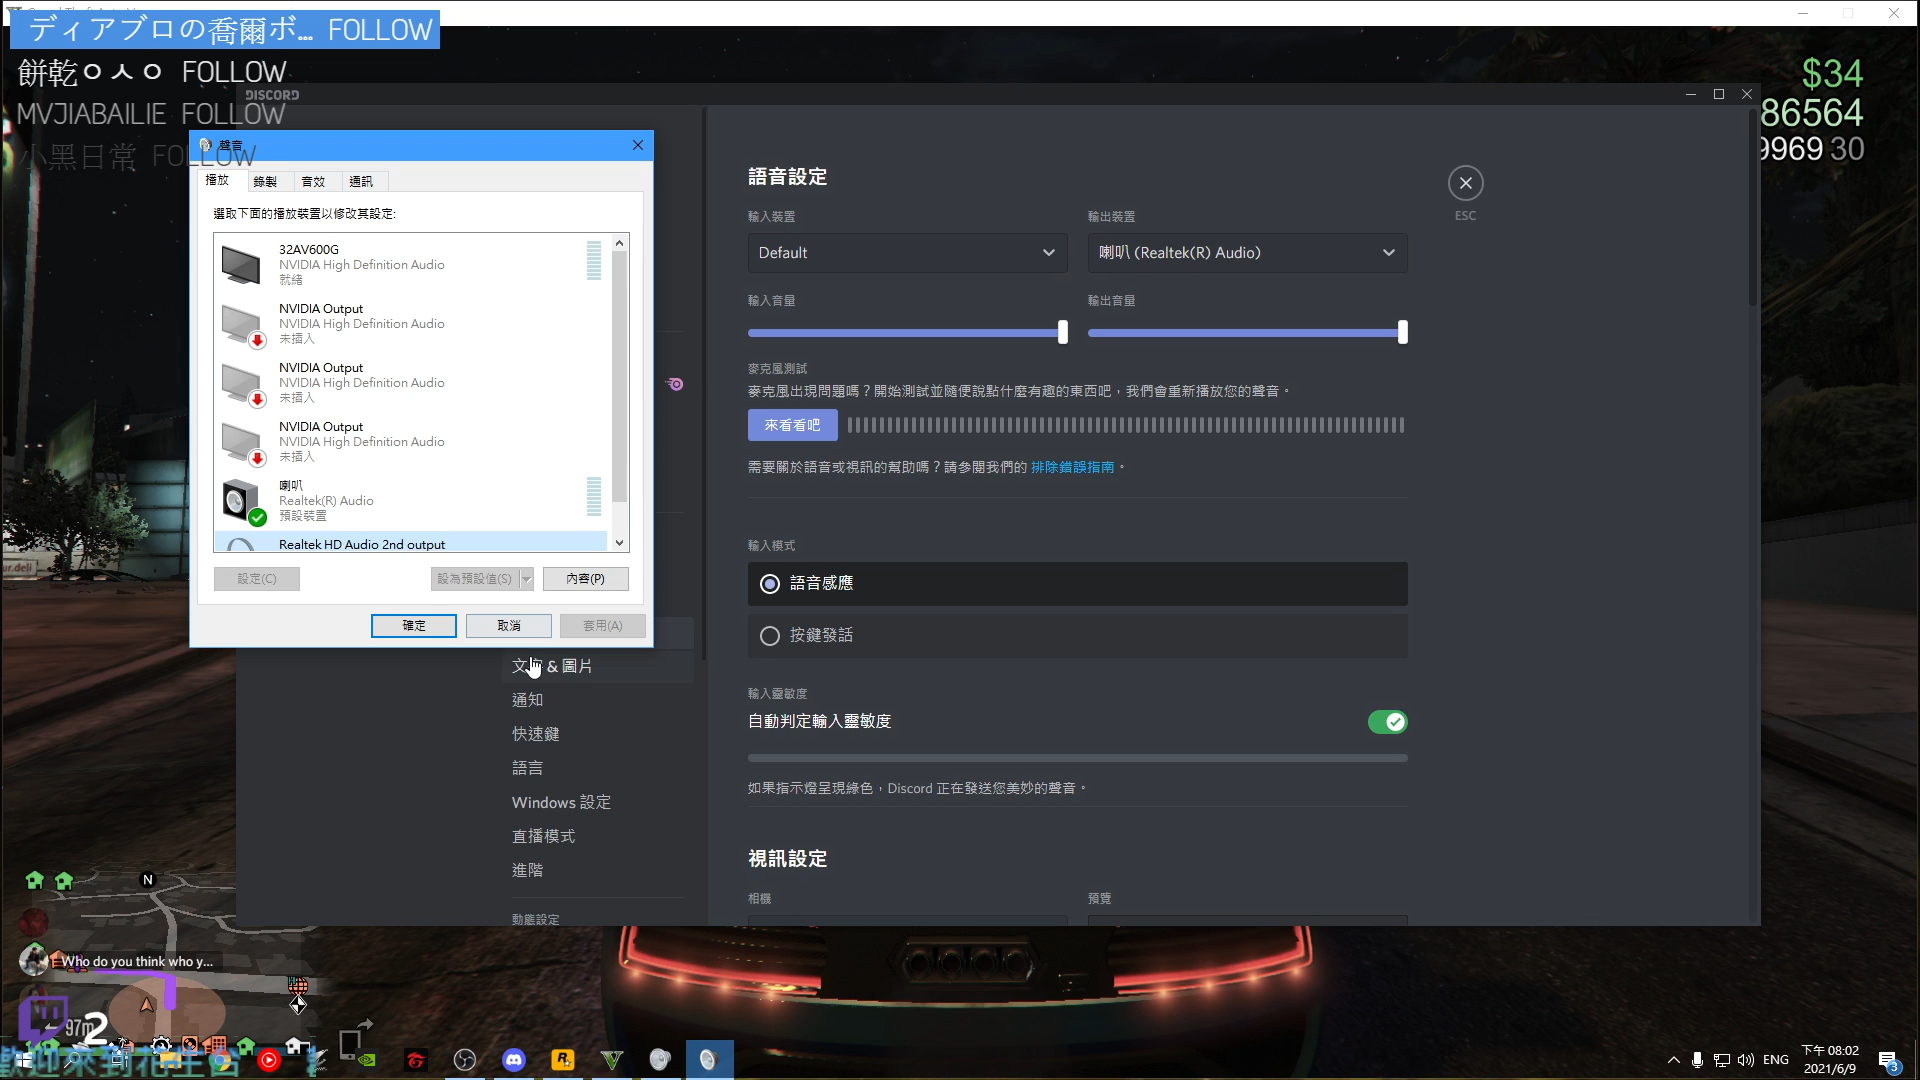 ディアブロの喬爾ボ... FOLLOW
餅乾ㅇㅅㅇ FOLLOW
MVJIABAILIE FOLLOW
小黑日常 FOLLOW
$34
86564
9969 30
DISCORD
聲音
播放
錄製
音效
通訊
選取下面的播放裝置以修改其設定:
32AV600G
NVIDIA High Definition Audio
就緒
NVIDIA Output
NVIDIA High Definition Audio
未插入
NVIDIA Output
NVIDIA High Definition Audio
未插入
NVIDIA Output
NVIDIA High Definition Audio
未插入
喇叭
Realtek(R) Audio
預設裝置
Realtek HD Audio 2nd output
設定(C)
設為預設值(S)
內容(P)
確定
取消
套用(A)
& 圖片
通知
快速鍵
語言
Windows 設定
直播模式
進階
動態設定
語音設定
ESC
輸入裝置
輸出裝置
Default
喇叭 (Realtek(R) Audio)
輸入音量
輸出音量
麥克風測試
麥克風出現問題嗎？開始測試並隨便說點什麼有趣的東西吧，我們會重新播放您的聲音。
來看看吧
需要關於語音或視訊的幫助嗎？請參閱我們的 排除錯誤指南。
輸入模式
語音感應
按鍵發話
輸入靈敏度
自動判定輸入靈敏度
如果指示燈呈現綠色，Discord 正在發送您美妙的聲音。
視訊設定
相機
預覽
N
Who do you think who y...
97m
2
ENG
下午 08:02
2021/6/9
3